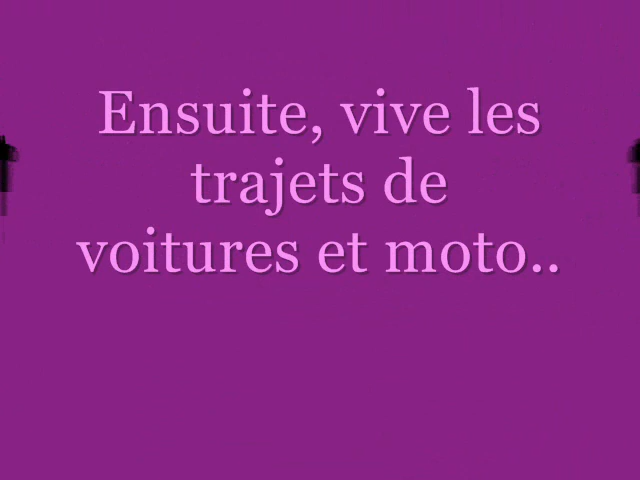 Ensuite, vive les
trajets de
voitures et moto..